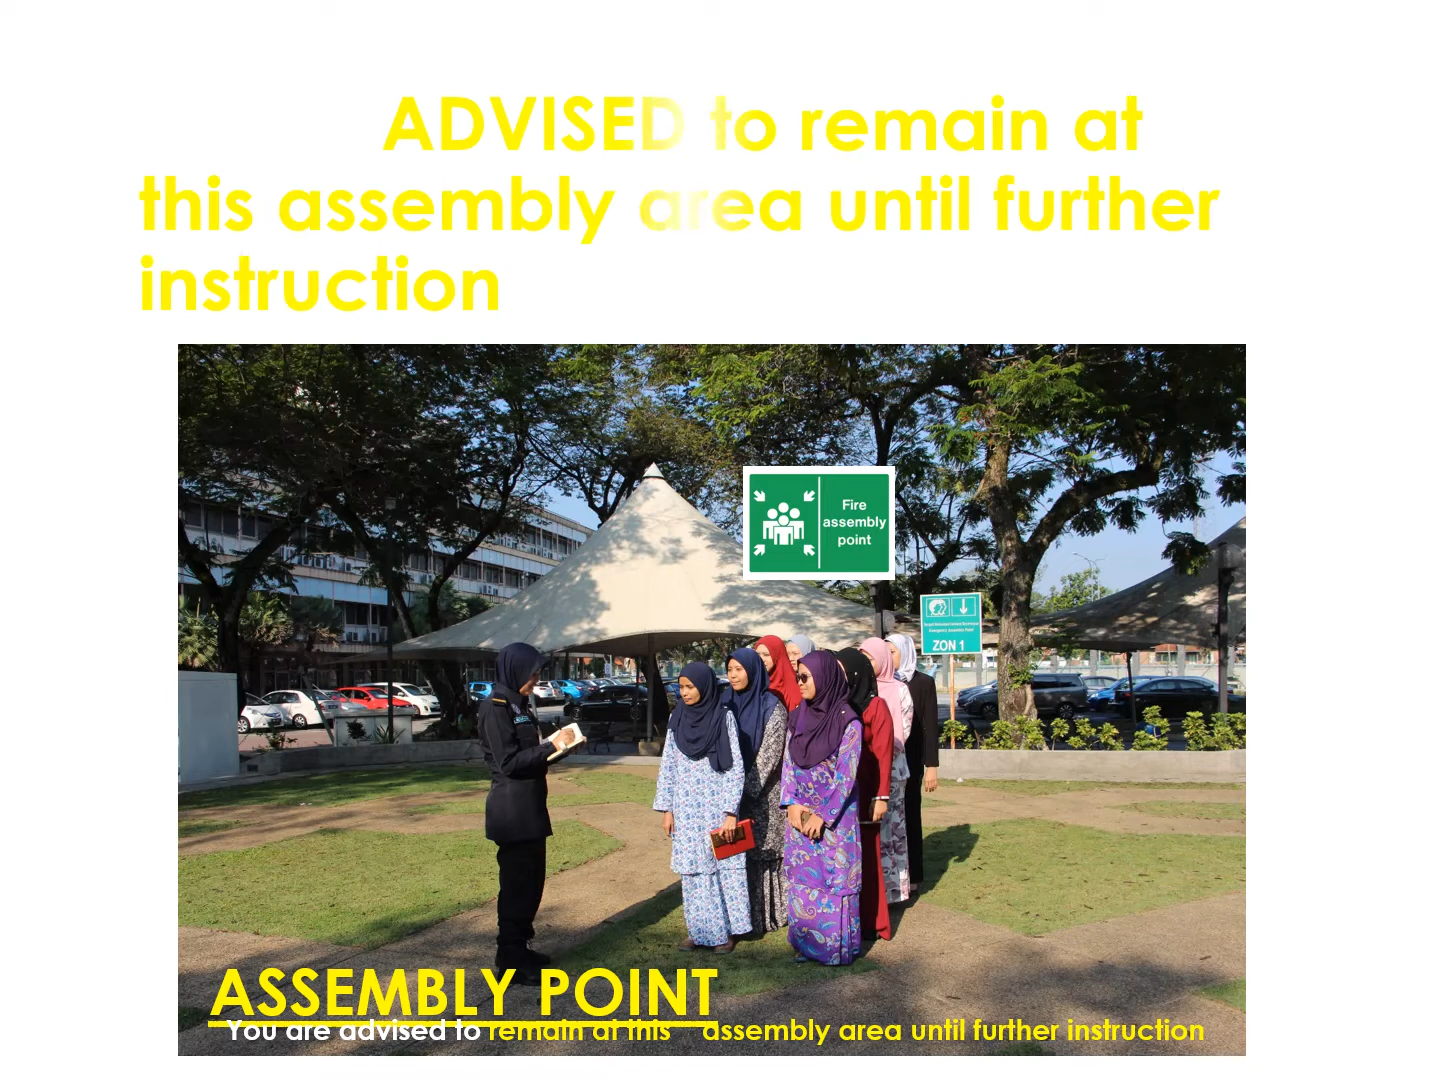 ADVISED to remain at
this assembly area until further
instruction
Fire
assembly
point
ZON 1
ASSEMBLY POINT
You are advised to remain at this assembly area until further instruction